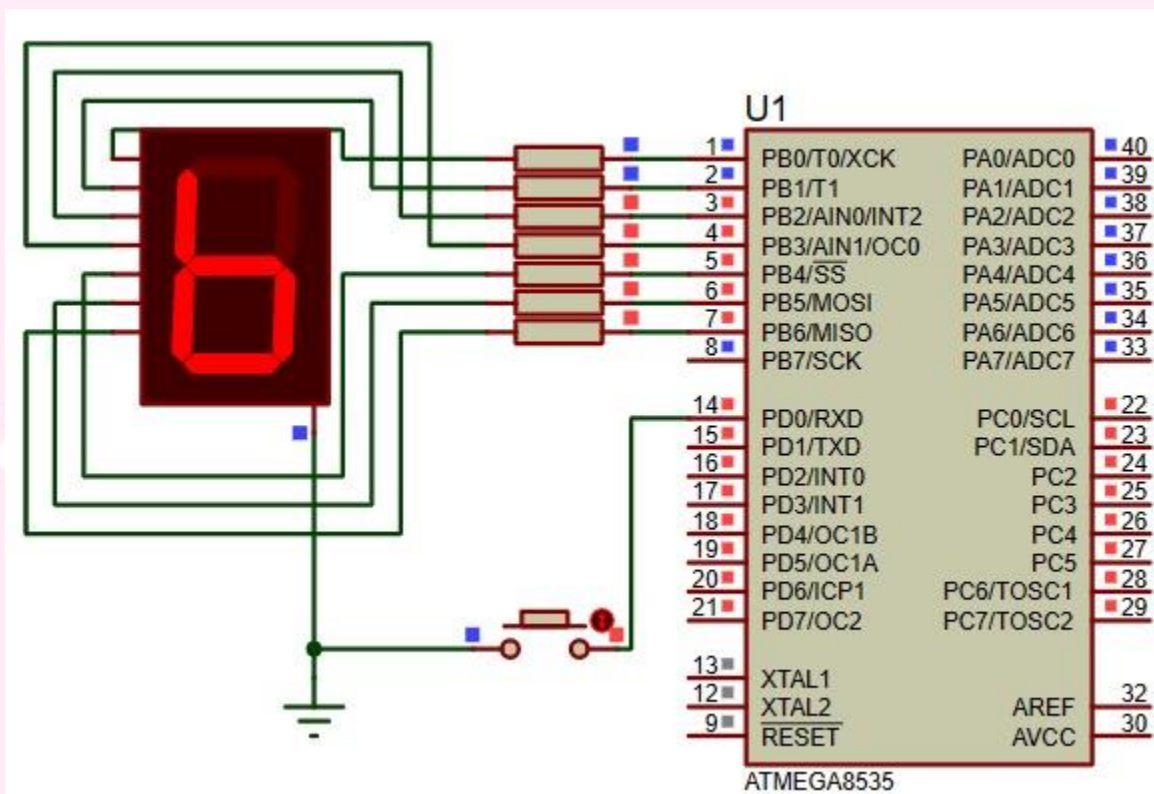 U1
1 PB0/T0/XCK PA0/ADC0 40
2 PB1/T1 PA1/ADC1 39
3 PB2/AIN0/INT2 PA2/ADC2 38
4 PB3/AIN1/OC0 PA3/ADC3 37
5 PB4/SS PA4/ADC4 36
6 PB5/MOSI PA5/ADC5 35
7 PB6/MISO PA6/ADC6 34
8 PB7/SCK PA7/ADC7 33
14 PD0/RXD PC0/SCL 22
15 PD1/TXD PC1/SDA 23
16 PD2/INT0 PC2 24
17 PD3/INT1 PC3 25
18 PD4/OC1B PC4 26
19 PD5/OC1A PC5 27
20 PD6/ICP1 PC6/TOSC1 28
21 PD7/OC2 PC7/TOSC2 29
13 XTAL1
12 XTAL2 AREF 32
9 RESET AVCC 30
ATMEGA8535
b